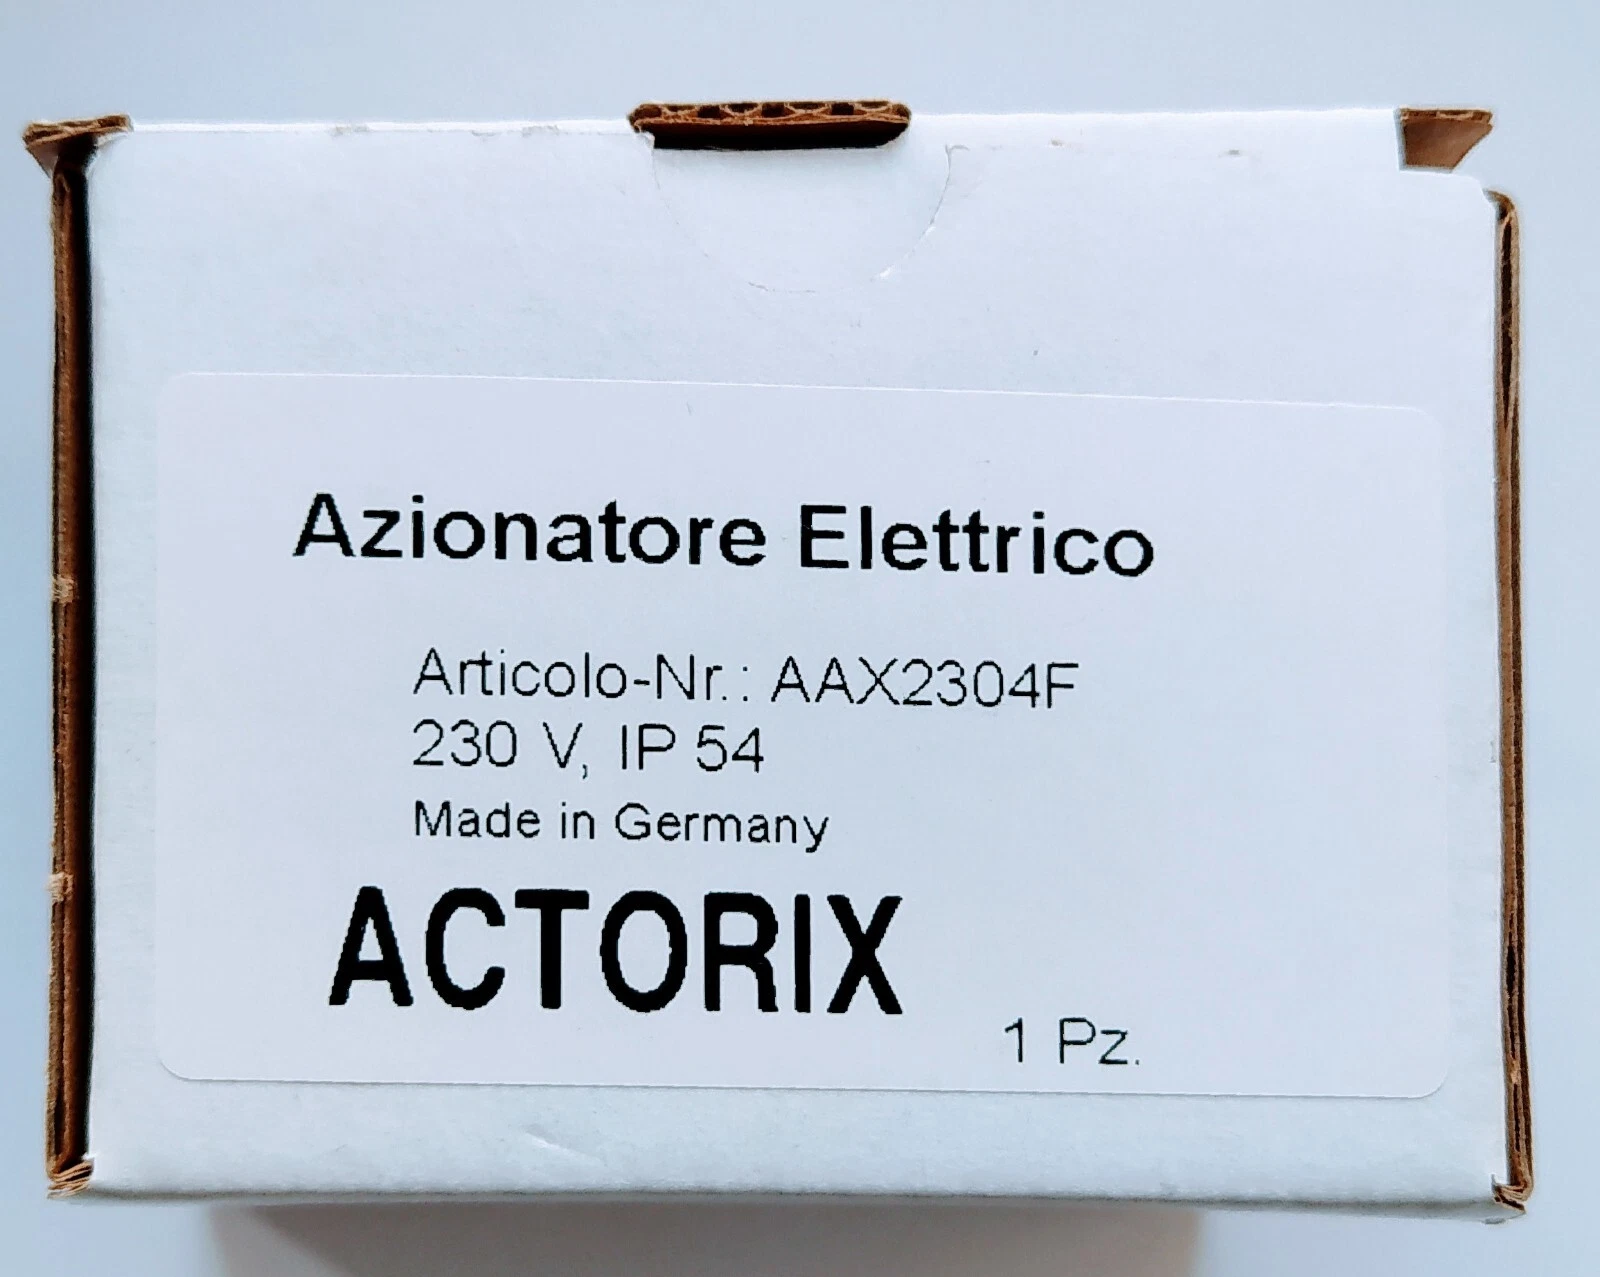 Azionatore Elettrico
Articolo-Nr.: AAX2304F
230 V, IP 54
Made in Germany
ACTORIX
1 Pz.